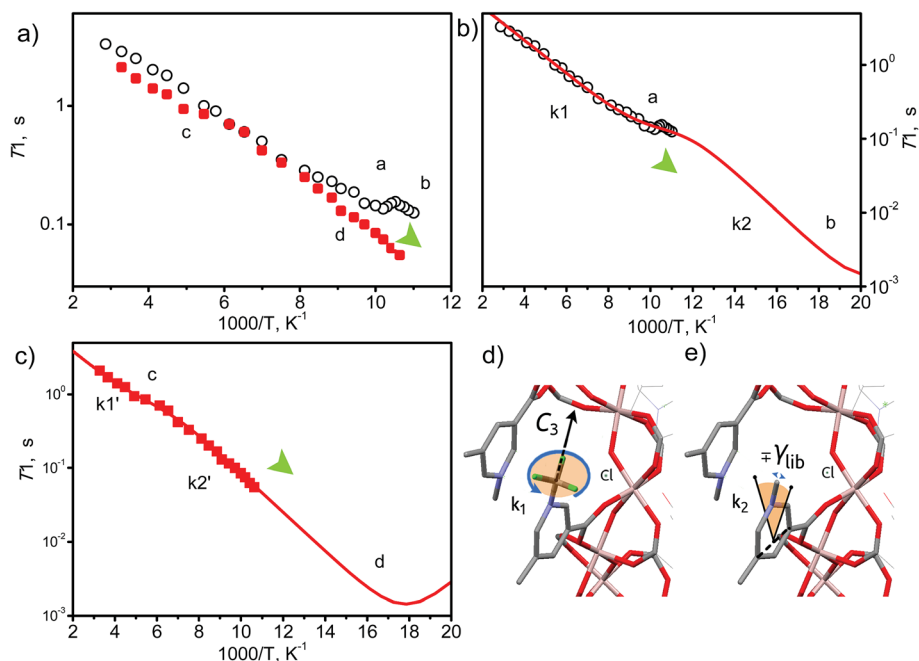 a)
T1, s
1
0.1
c
a
b
d
2 4 6 8 10 12
1000/T, K⁻¹
b)
k1
a
k2
b
10⁰
10⁻¹
10⁻²
10⁻³
T1, s
2 4 6 8 10 12 14 16 18 20
1000/T, K⁻¹
c)
T1, s
10⁰
10⁻¹
10⁻²
10⁻³
c
k1'
k2'
d
2 4 6 8 10 12 14 16 18 20
1000/T, K⁻¹
d)
C₃
Cl
k₁
e)
∓γlib
Cl
k₂